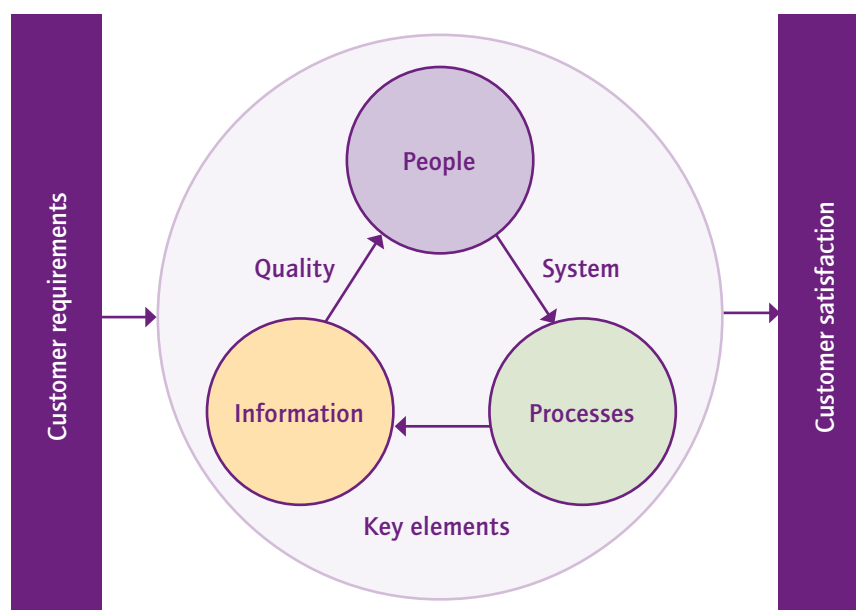 Customer requirements
People
Quality
System
Information
Processes
Key elements
Customer satisfaction